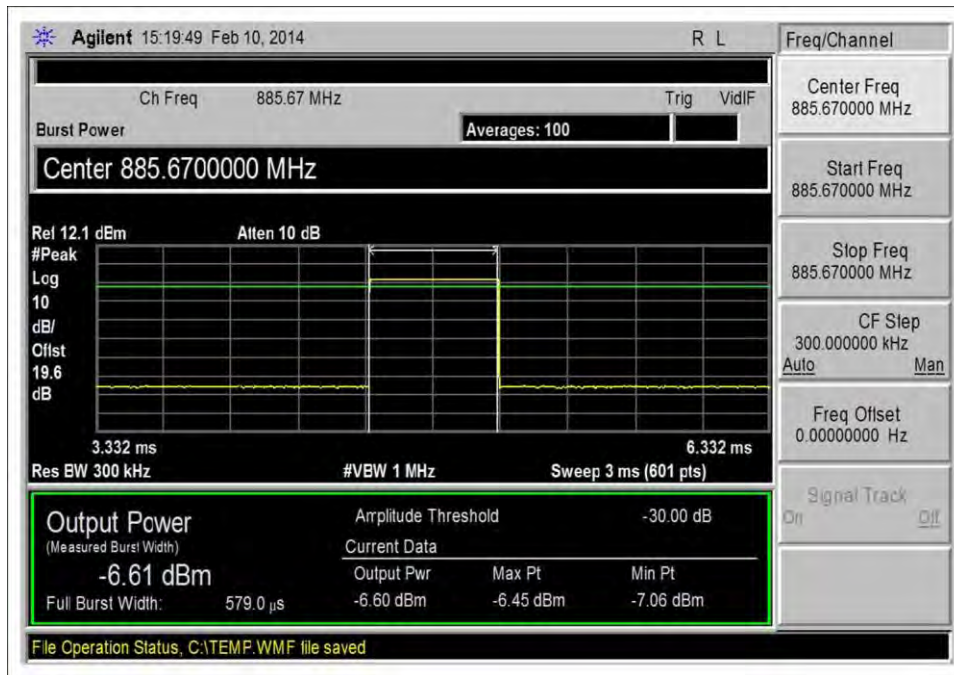 Agilent 15:19:49 Feb 10, 2014 R L
Freq/Channel
Ch Freq 885.67 MHz Trig VidIF
Burst Power Averages: 100
Center 885.6700000 MHz
Ref 12.1 dBm Atten 10 dB
#Peak
Log
10
dB/
Offst
19.6
dB
3.332 ms 6.332 ms
Res BW 300 kHz #VBW 1 MHz Sweep 3 ms (601 pts)
Output Power
(Measured Burst Width)
-6.61 dBm
Full Burst Width: 579.0 µs
Amplitude Threshold -30.00 dB
Current Data
Output Pwr Max Pt Min Pt
-6.60 dBm -6.45 dBm -7.06 dBm
File Operation Status, C:\TEMP.WMF file saved
Center Freq
885.670000 MHz
Start Freq
885.670000 MHz
Stop Freq
885.670000 MHz
CF Step
300.000000 kHz
Auto Man
Freq Offset
0.00000000 Hz
Signal Track
On Off